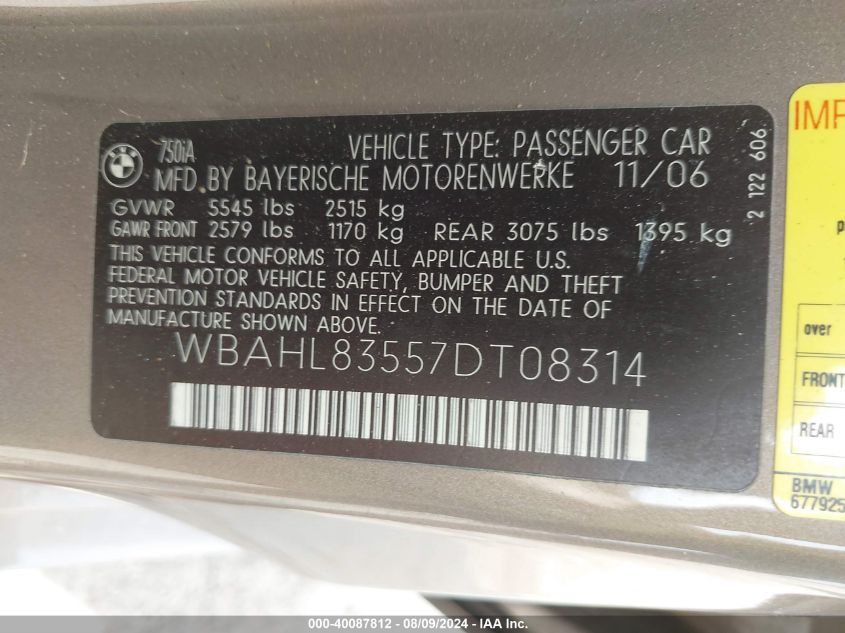 BMW
750iA VEHICLE TYPE: PASSENGER CAR
MFD. BY BAYERISCHE MOTORENWERKE 11/06
GVWR 5545 lbs 2515 kg
GAWR FRONT 2579 lbs 1170 kg REAR 3075 lbs 1395 kg
THIS VEHICLE CONFORMS TO ALL APPLICABLE U.S.
FEDERAL MOTOR VEHICLE SAFETY, BUMPER AND THEFT
PREVENTION STANDARDS IN EFFECT ON THE DATE OF
MANUFACTURE SHOWN ABOVE.
WBAHL83557DT08314
2 122 606
IMP
p
over
FRONT
REAR
BMW
677925
000-40087812 - 08/09/2024 - IAA Inc.